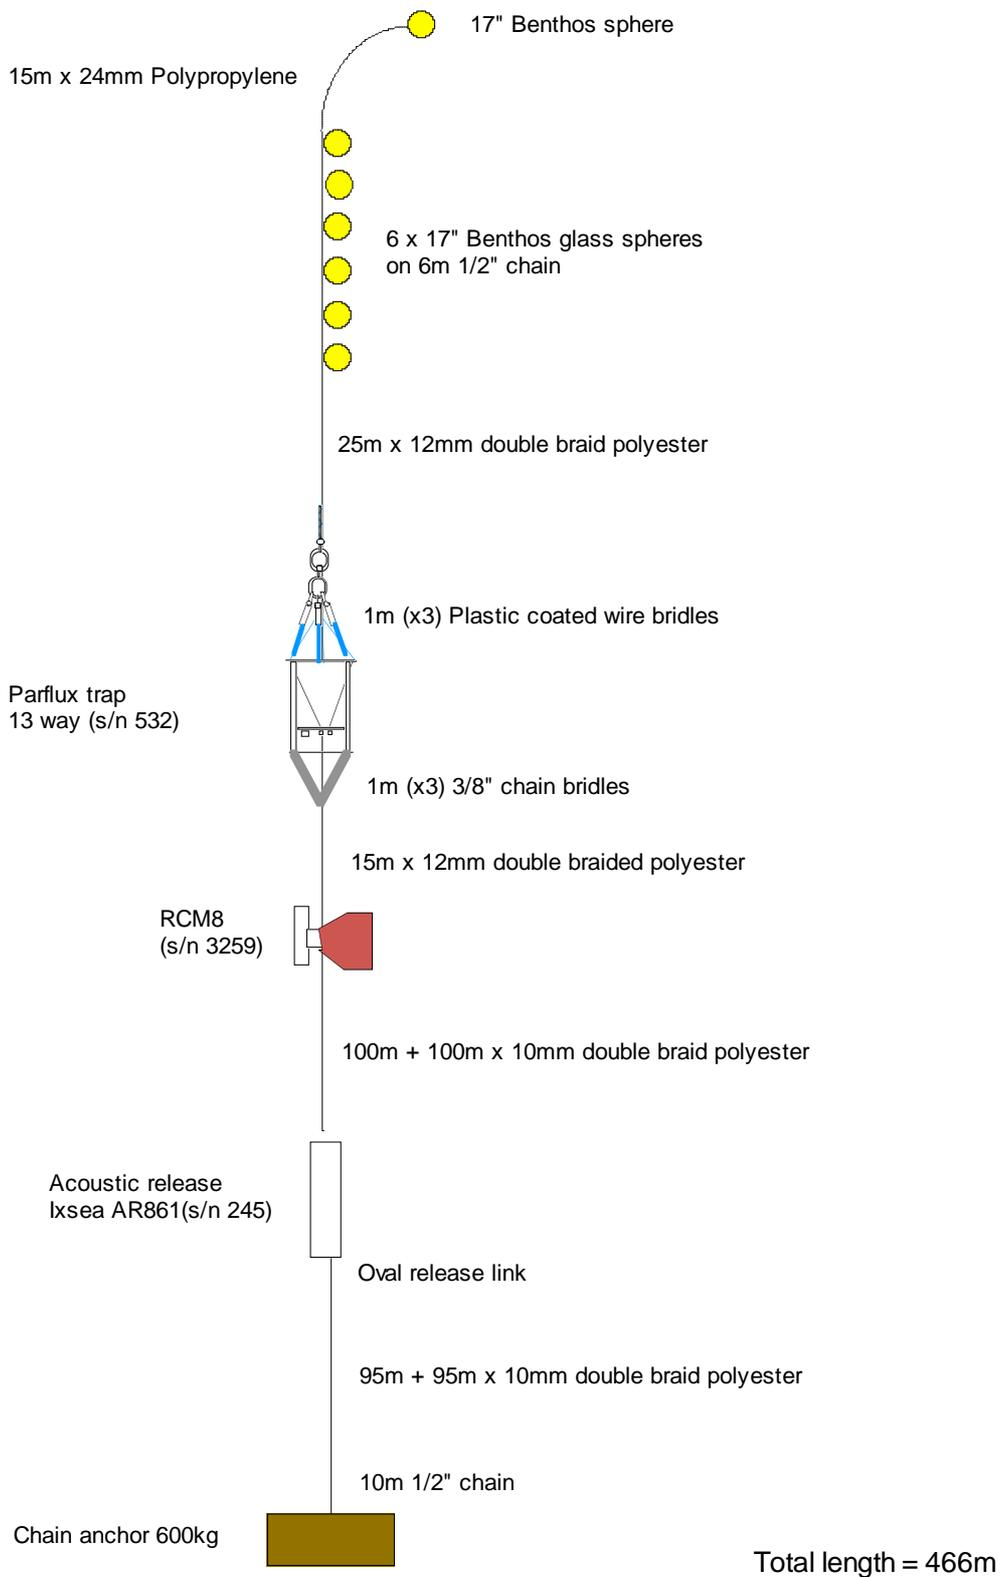 17" Benthos sphere
15m x 24mm Polypropylene
6 x 17" Benthos glass spheres
on 6m 1/2" chain
25m x 12mm double braid polyester
1m (x3) Plastic coated wire bridles
Parflux trap
13 way (s/n 532)
1m (x3) 3/8" chain bridles
15m x 12mm double braided polyester
RCM8
(s/n 3259)
100m + 100m x 10mm double braid polyester
Acoustic release
Ixsea AR861(s/n 245)
Oval release link
95m + 95m x 10mm double braid polyester
10m 1/2" chain
Chain anchor 600kg
Total length = 466m